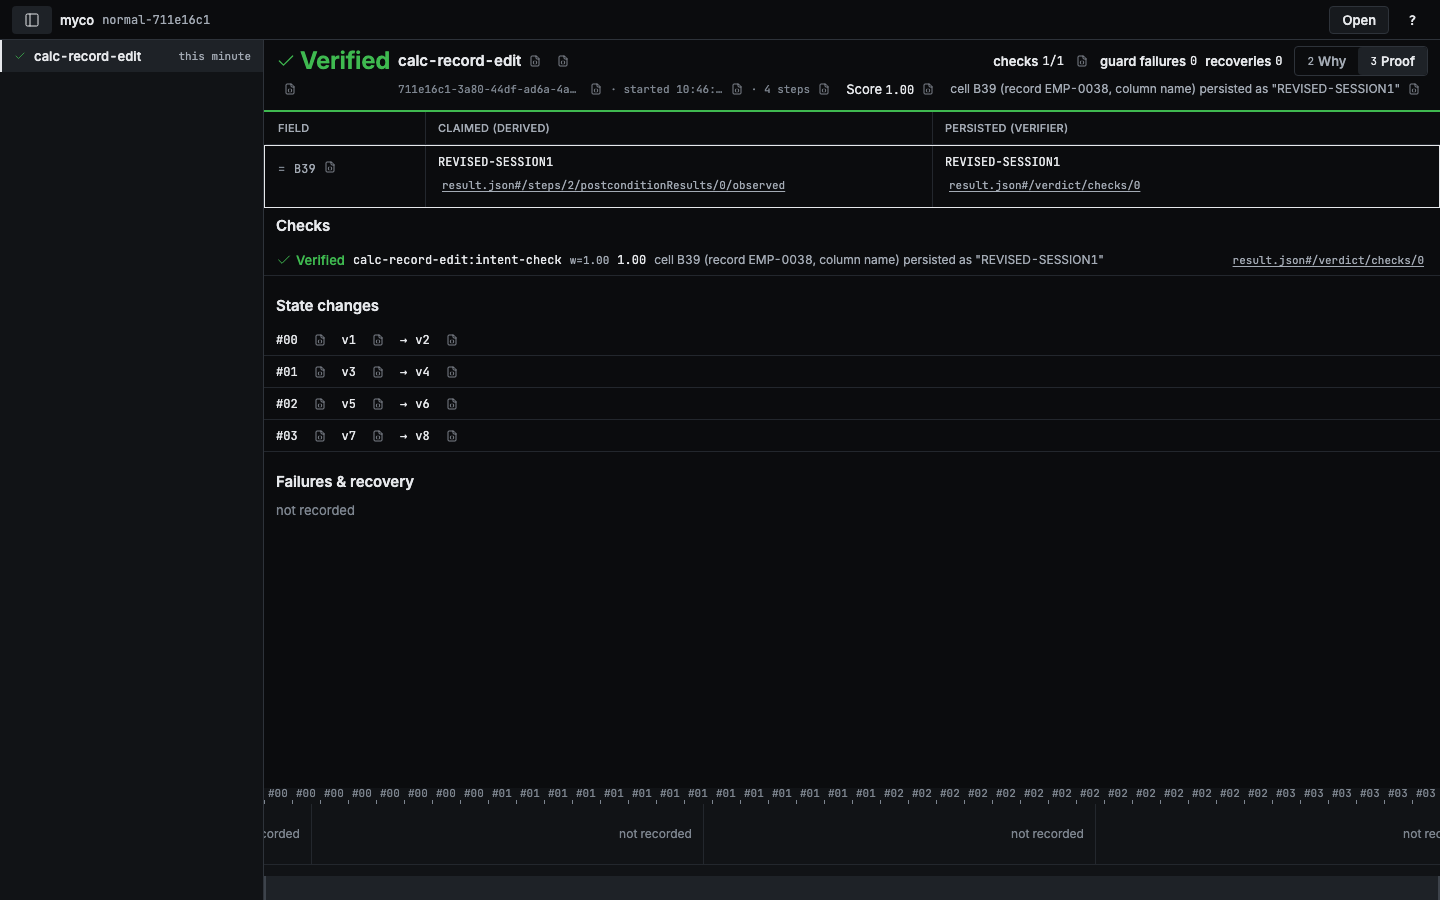 myco normal-711e16c1 Open ?
calc-record-edit this minute
Verified calc-record-edit checks 1/1 guard failures 0 recoveries 0 2 Why 3 Proof
711e16c1-3a80-44df-ad6a-4a… · started 10:46:… · 4 steps Score 1.00 cell B39 (record EMP-0038, column name) persisted as "REVISED-SESSION1"
FIELD CLAIMED (DERIVED) PERSISTED (VERIFIER)
= B39 REVISED-SESSION1 REVISED-SESSION1
result.json#/steps/2/postconditionResults/0/observed result.json#/verdict/checks/0
Checks
Verified calc-record-edit:intent-check w=1.00 1.00 cell B39 (record EMP-0038, column name) persisted as "REVISED-SESSION1" result.json#/verdict/checks/0
State changes
#00 v1 → v2
#01 v3 → v4
#02 v5 → v6
#03 v7 → v8
Failures & recovery
not recorded
#00 #00 #00 #00 #00 #00 #00 #00 #01 #01 #01 #01 #01 #01 #01 #01 #01 #01 #01 #01 #01 #01 #02 #02 #02 #02 #02 #02 #02 #02 #02 #02 #02 #02 #02 #02 #03 #03 #03 #03 #03 #03
corded not recorded not recorded not rec